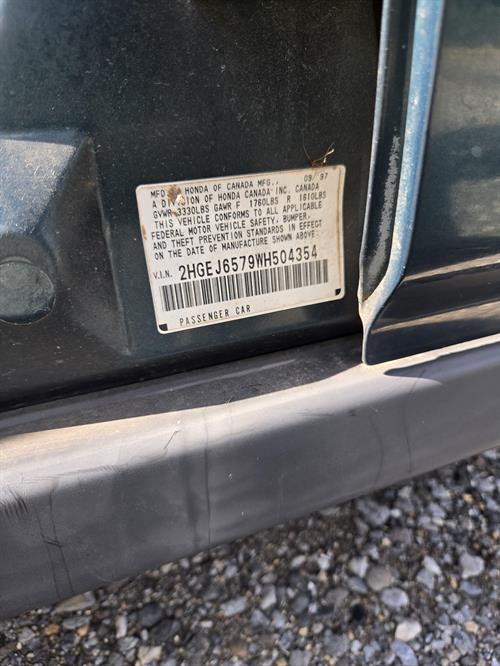 MFD. BY HONDA OF CANADA MFG., 09/97
A DIVISION OF HONDA CANADA INC. CANADA
GVWR 3330LBS GAWR F 1760LBS R 1610LBS
THIS VEHICLE CONFORMS TO ALL APPLICABLE
FEDERAL MOTOR VEHICLE SAFETY, BUMPER,
AND THEFT PREVENTION STANDARDS IN EFFECT
ON THE DATE OF MANUFACTURE SHOWN ABOVE.
V.I.N. 2HGEJ6579WH504354
PASSENGER CAR